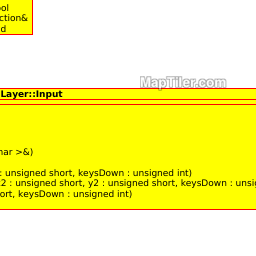 ool
ction&
d
MapTiler.com
Layer::Input
har >&)
: unsigned short, keysDown : unsigned int)
2 : unsigned short, y2 : unsigned short, keysDown : unsig
ort, keysDown : unsigned int)